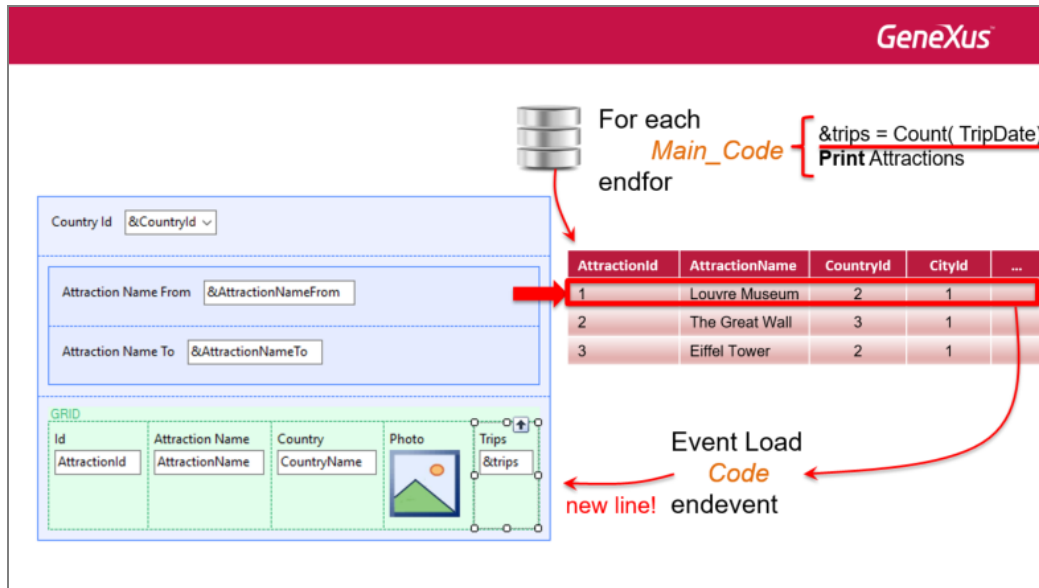 GeneXus
For each
Main_Code
endfor
&trips = Count( TripDate)
Print Attractions
Country Id &CountryId
Attraction Name From &AttractionNameFrom
Attraction Name To &AttractionNameTo
AttractionId AttractionName CountryId CityId ...
1 Louvre Museum 2 1
2 The Great Wall 3 1
3 Eiffel Tower 2 1
GRID
Id Attraction Name Country Photo Trips
AttractionId AttractionName CountryName &trips
Event Load
Code
new line! endevent